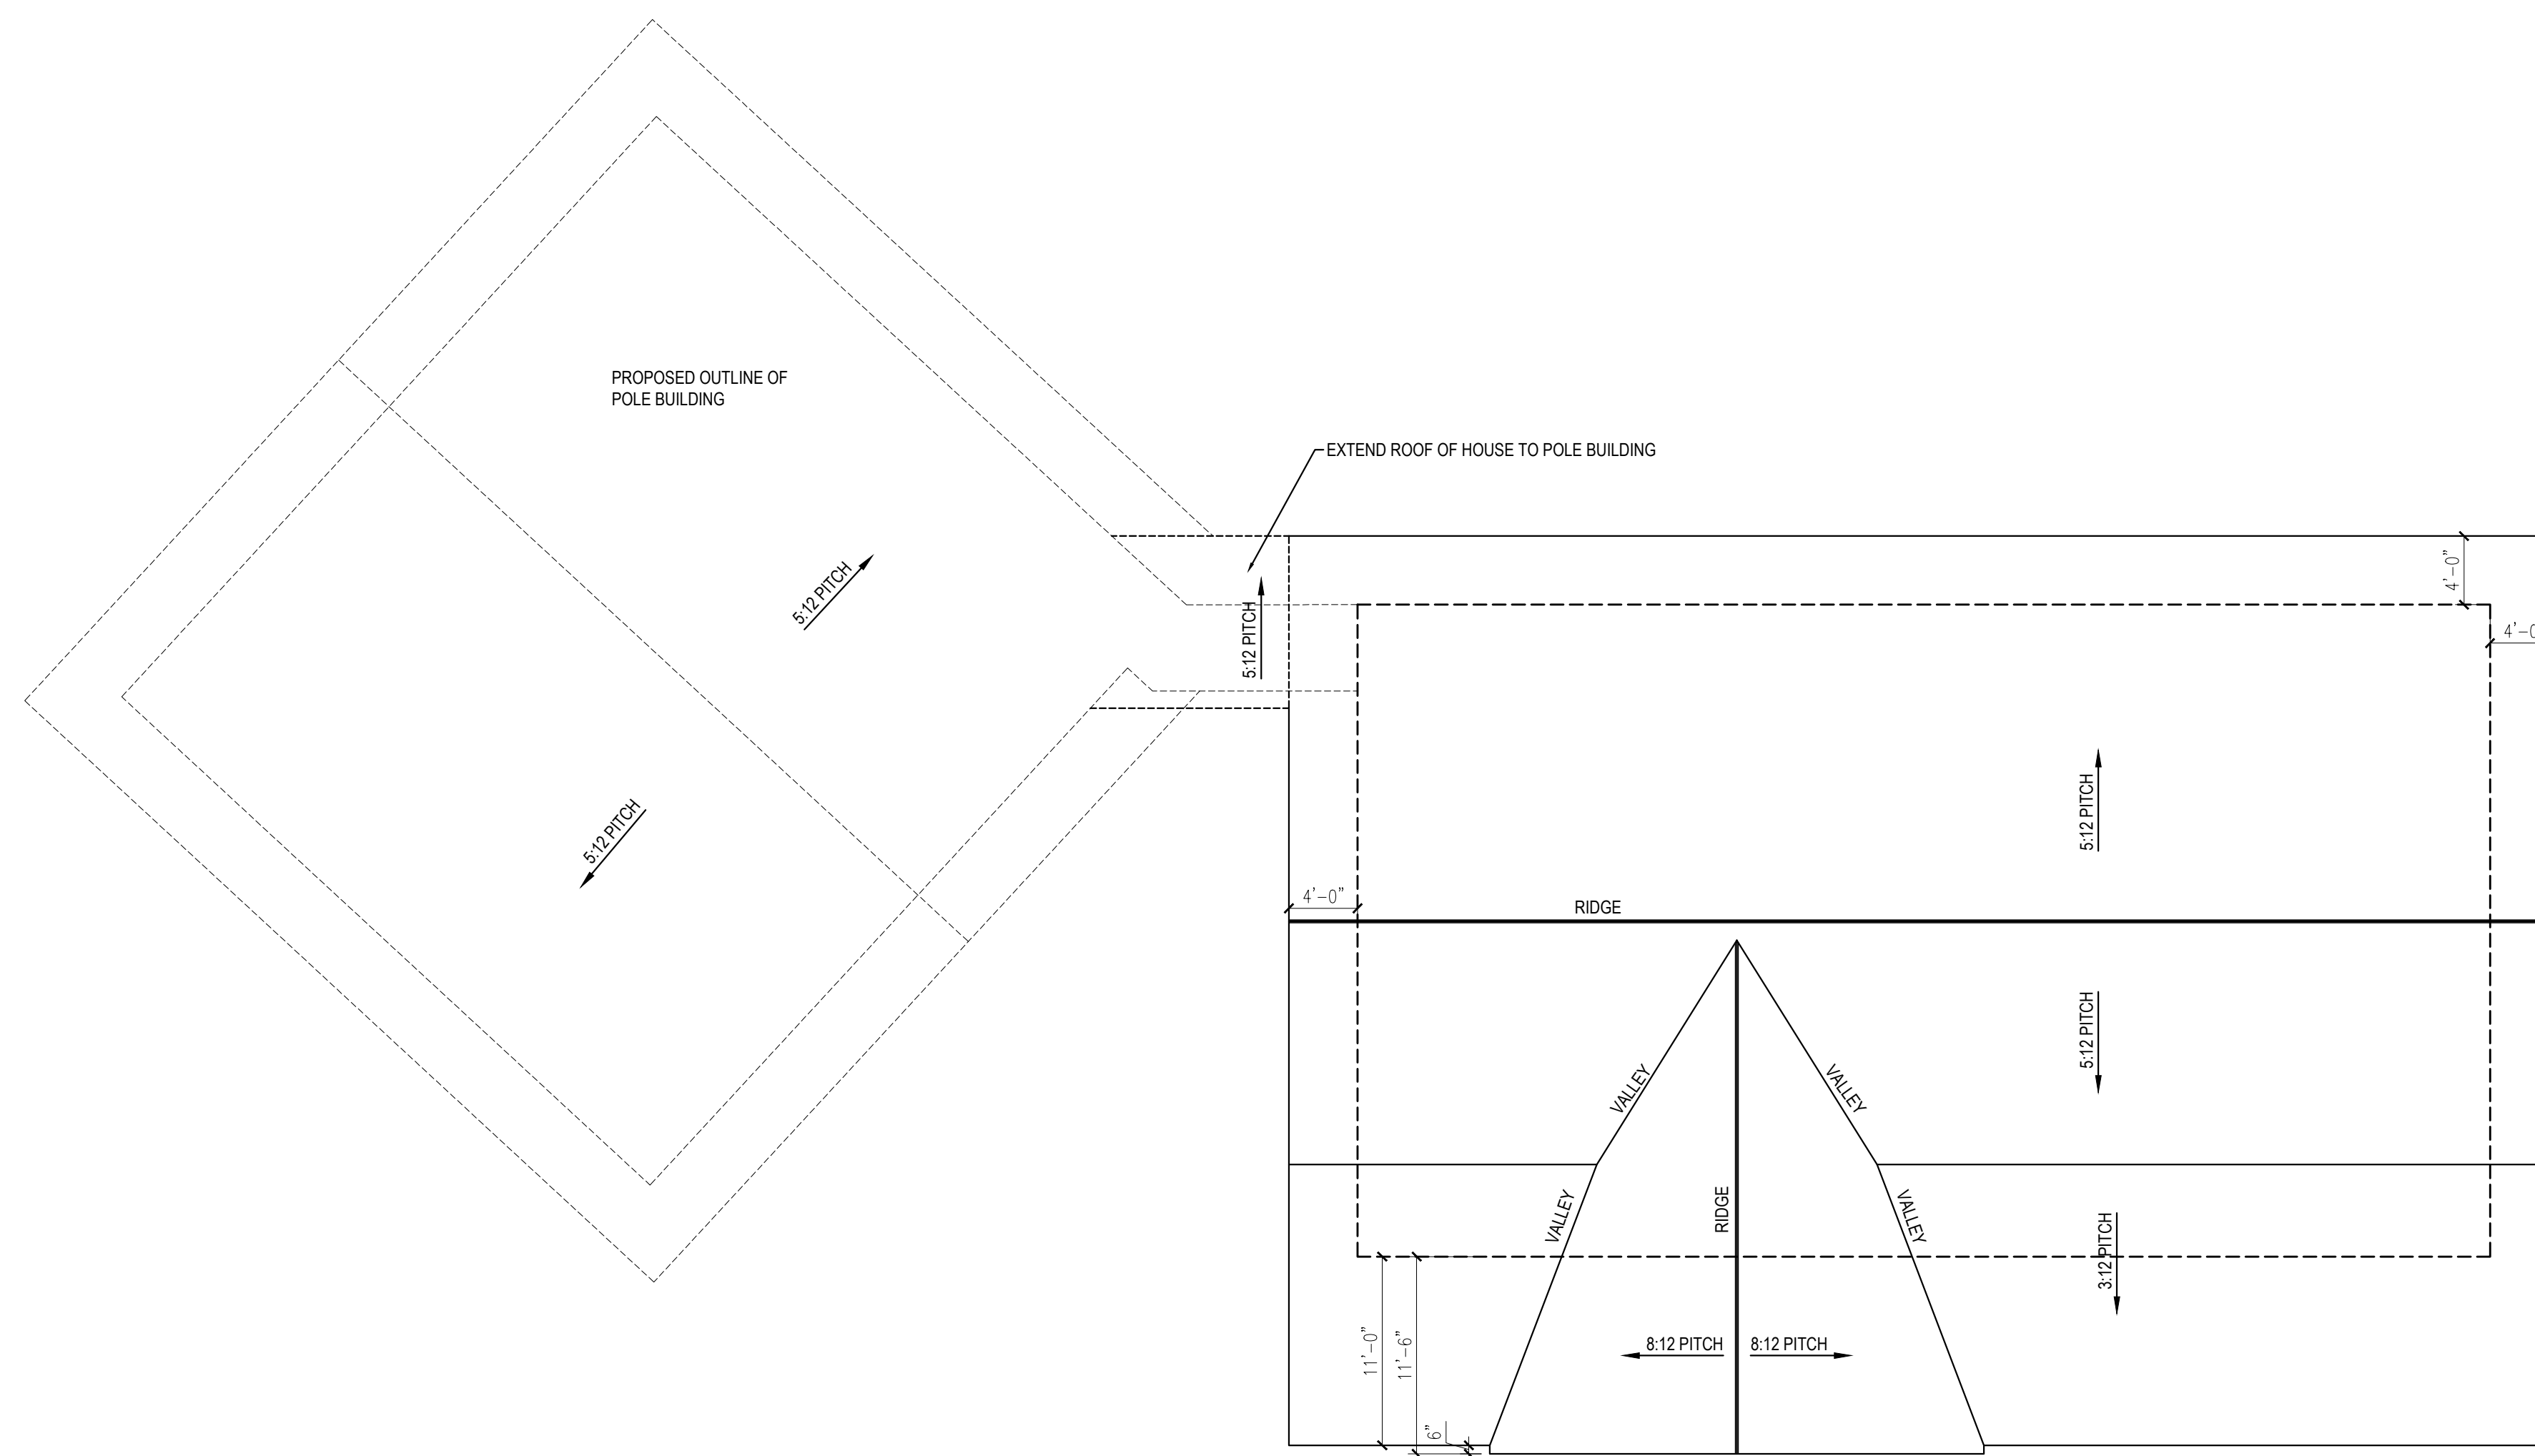 PROPOSED OUTLINE OF
POLE BUILDING
EXTEND ROOF OF HOUSE TO POLE BUILDING
4'-0"
5:12 PITCH
5:12 PITCH
4'-0
5:12 PITCH
5:12 PITCH
4'-0"
RIDGE
5:12 PITCH
VALLEY
VALLEY
VALLEY
RIDGE
VALLEY
3:12 PITCH
11'-0"
11'-6"
8:12 PITCH
8:12 PITCH
6"